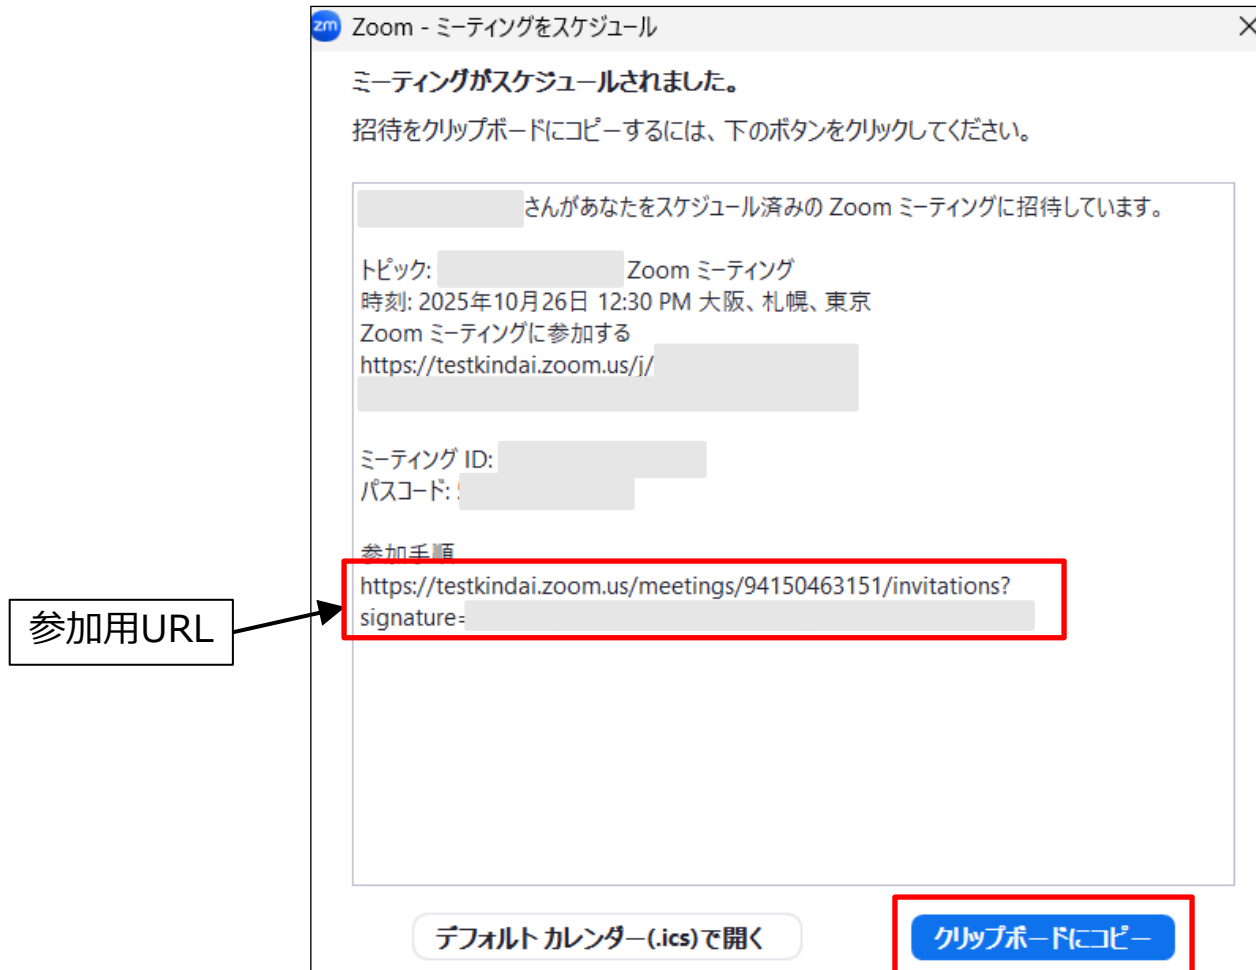 zm Zoom - ミーティングをスケジュール
ミーティングがスケジュールされました。
招待をクリップボードにコピーするには、下のボタンをクリックしてください。
さんがあなたをスケジュール済みの Zoom ミーティングに招待しています。
トピック: Zoom ミーティング
時刻: 2025年10月26日 12:30 PM 大阪、札幌、東京
Zoom ミーティングに参加する
https://testkindai.zoom.us/j/
ミーティング ID:
パスコード:
参加手順
https://testkindai.zoom.us/meetings/94150463151/invitations?
signature=
参加用URL
デフォルト カレンダー(.ics)で開く
クリップボードにコピー